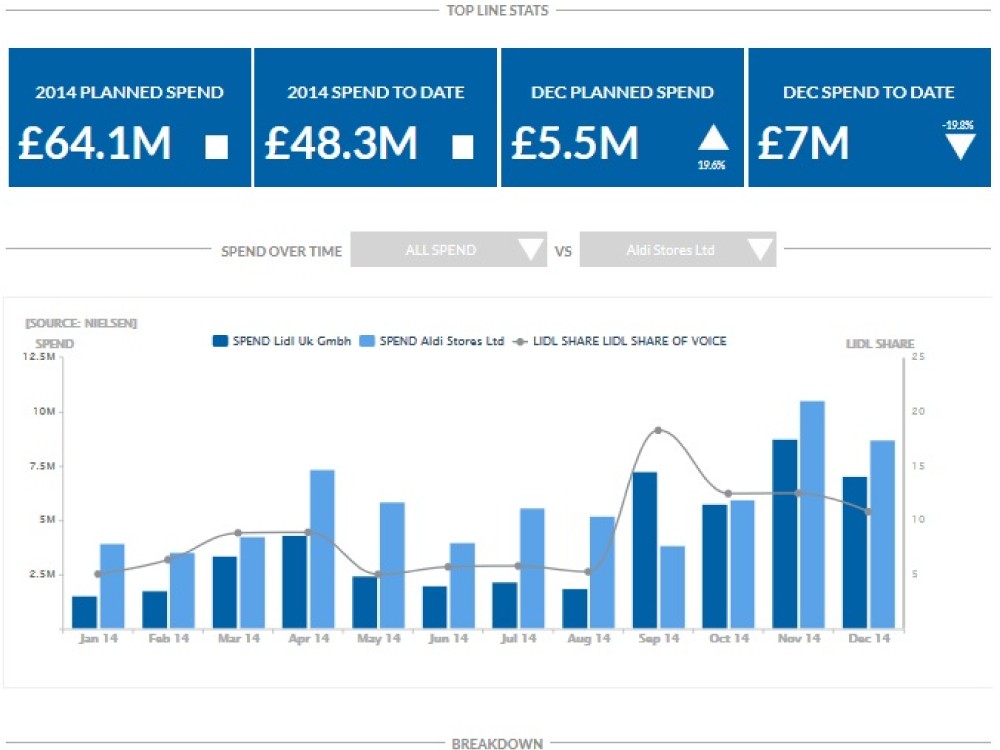 TOP LINE STATS
2014 PLANNED SPEND
£64.1M
2014 SPEND TO DATE
£48.3M
DEC PLANNED SPEND
£5.5M
19.6%
DEC SPEND TO DATE
£7M
-19.8%
SPEND OVER TIME ALL SPEND VS Aldi Stores Ltd
[SOURCE: NIELSEN]
SPEND
SPEND Lidl Uk Gmbh SPEND Aldi Stores Ltd LIDL SHARE LIDL SHARE OF VOICE
LIDL SHARE
12.5M
10M
7.5M
5M
2.5M
25
20
15
10
5
Jan 14 Feb 14 Mar 14 Apr 14 May 14 Jun 14 Jul 14 Aug 14 Sep 14 Oct 14 Nov 14 Dec 14
BREAKDOWN